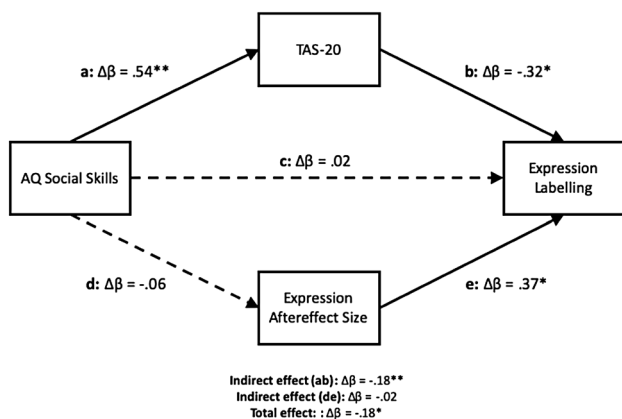 TAS-20
a: Δβ = .54**
b: Δβ = -.32*
AQ Social Skills
c: Δβ = .02
Expression
Labelling
d: Δβ = -.06
Expression
Aftereffect Size
e: Δβ = .37*
Indirect effect (ab): Δβ = -.18**
Indirect effect (de): Δβ = -.02
Total effect: : Δβ = -.18*